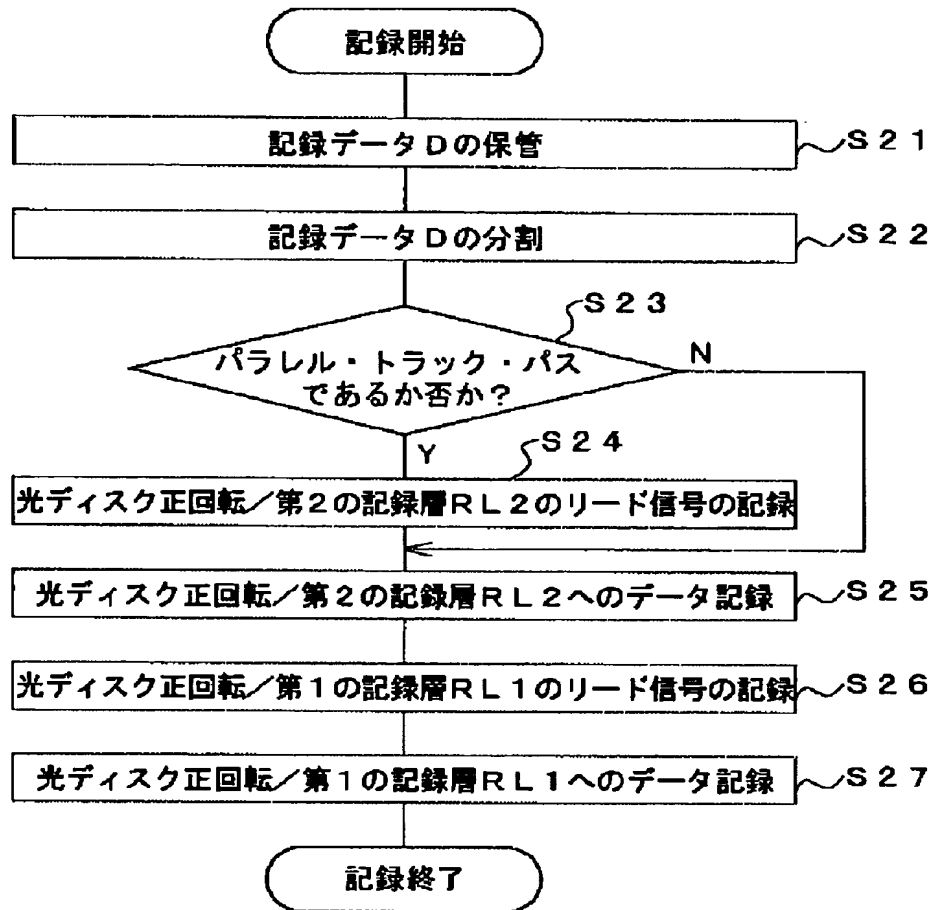 記録開始
記録データDの保管
S21
記録データDの分割
S22
S23
パラレル・トラック・パス
であるか否か?
N
Y
S24
光ディスク正回転/第2の記録層RL2のリード信号の記録
光ディスク正回転/第2の記録層RL2へのデータ記録
S25
光ディスク正回転/第1の記録層RL1のリード信号の記録
S26
光ディスク正回転/第1の記録層RL1へのデータ記録
S27
記録終了